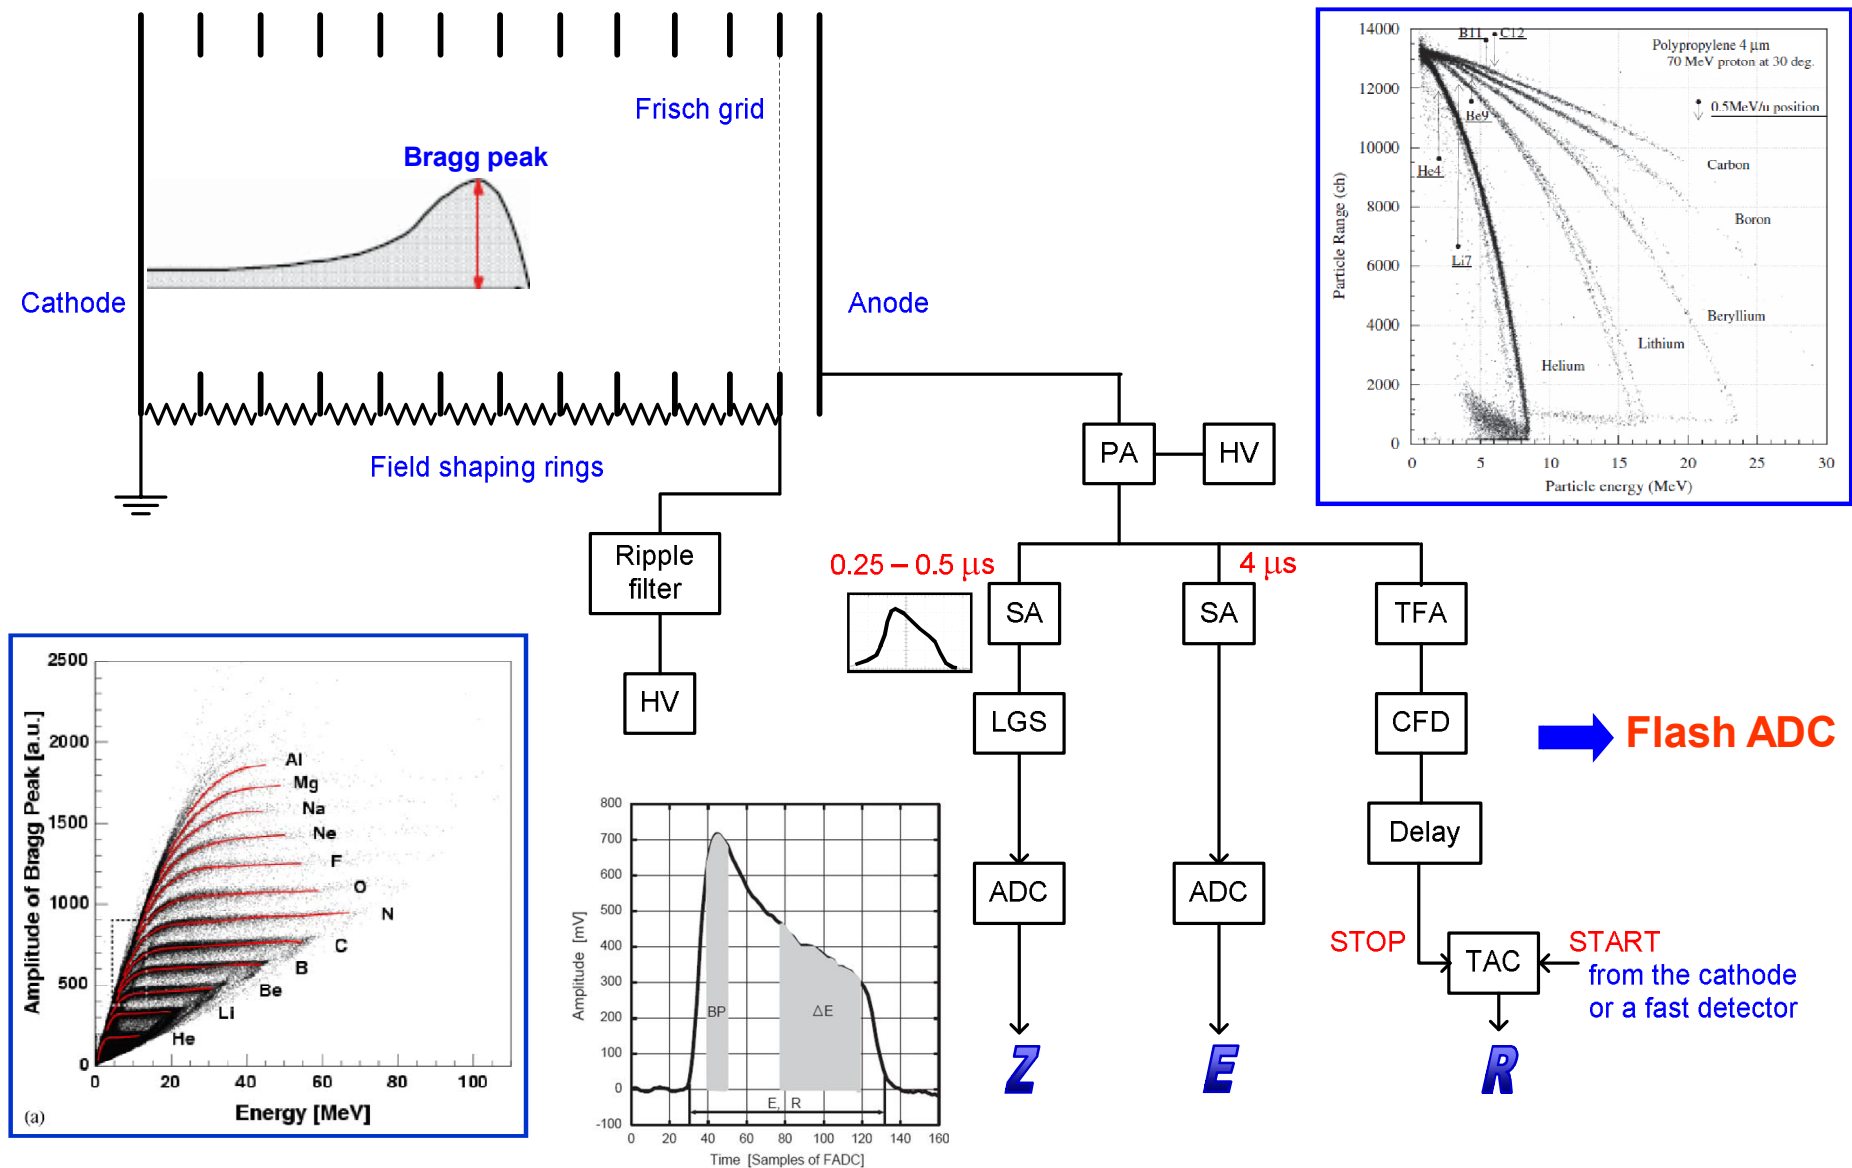 Frisch grid
Bragg peak
Cathode
Anode
Field shaping rings
Ripple
filter
HV
PA
HV
0.25 – 0.5 μs
4 μs
SA
SA
TFA
LGS
CFD
Flash ADC
Delay
ADC
ADC
STOP
TAC
START
from the cathode
or a fast detector
Z
E
R
14000
12000
10000
8000
6000
4000
2000
0
Particle Range (ch)
B11
C12
Polypropylene 4 μm
70 MeV proton at 30 deg.
0.5MeV/u position
Be9
He4
Li7
Carbon
Boron
Beryllium
Lithium
Helium
0 5 10 15 20 25 30
Particle energy (MeV)
2500
2000
1500
1000
500
0
Amplitude of Bragg Peak [a.u.]
Al
Mg
Na
Ne
F
O
N
C
B
Be
Li
He
0 20 40 60 80 100
Energy [MeV]
(a)
800
700
600
500
400
300
200
100
0
-100
Amplitude [mV]
BP
ΔE
E, R
0 20 40 60 80 100 120 140 160
Time [Samples of FADC]